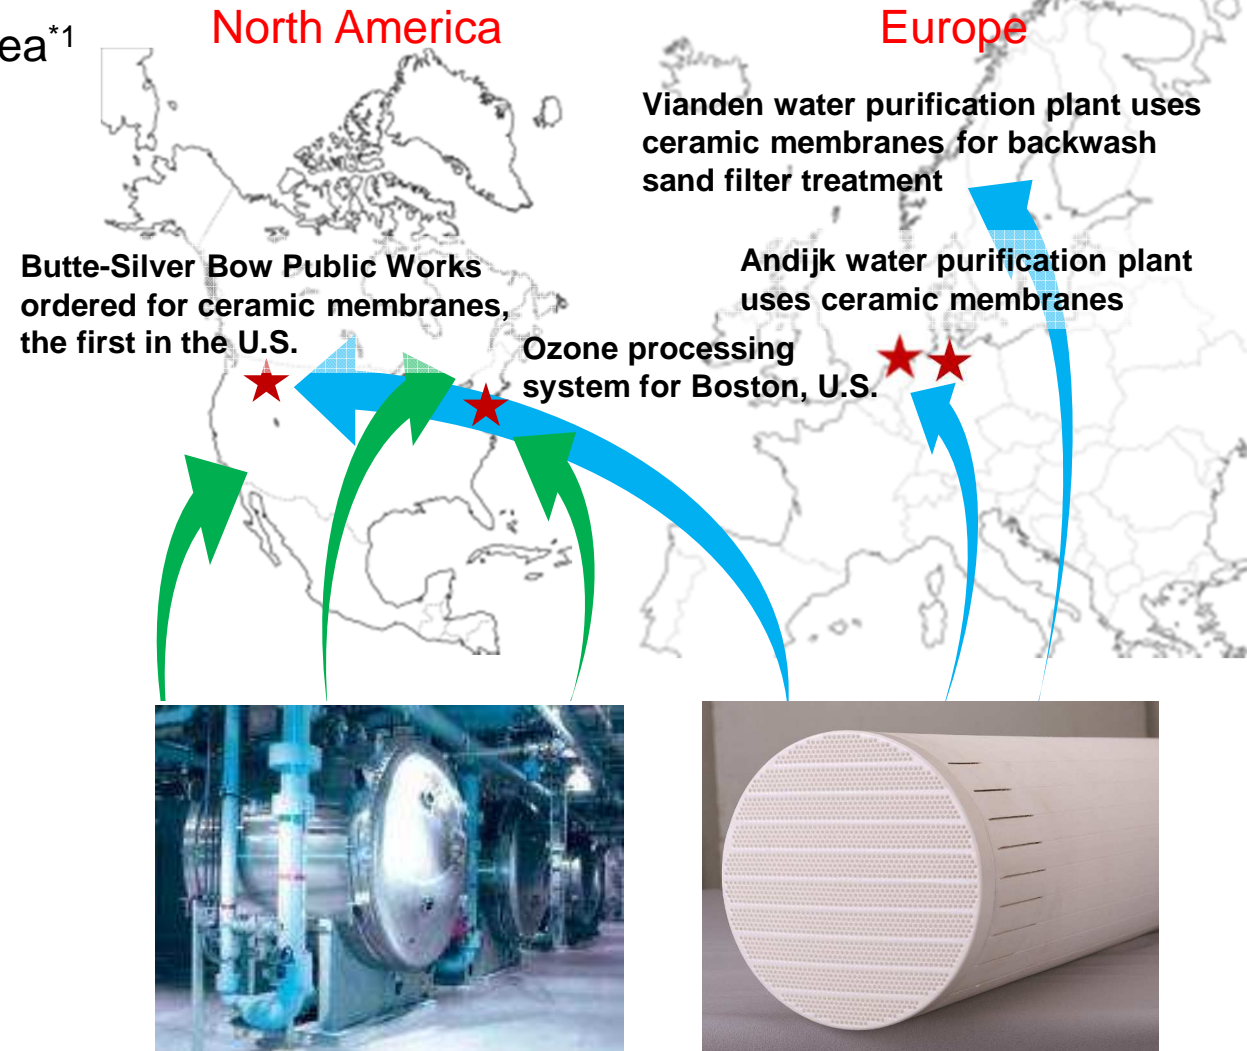 ea*1
North America
Europe
Vianden water purification plant uses
ceramic membranes for backwash
sand filter treatment
Butte-Silver Bow Public Works
ordered for ceramic membranes,
the first in the U.S.
Andijk water purification plant
uses ceramic membranes
Ozone processing
system for Boston, U.S.